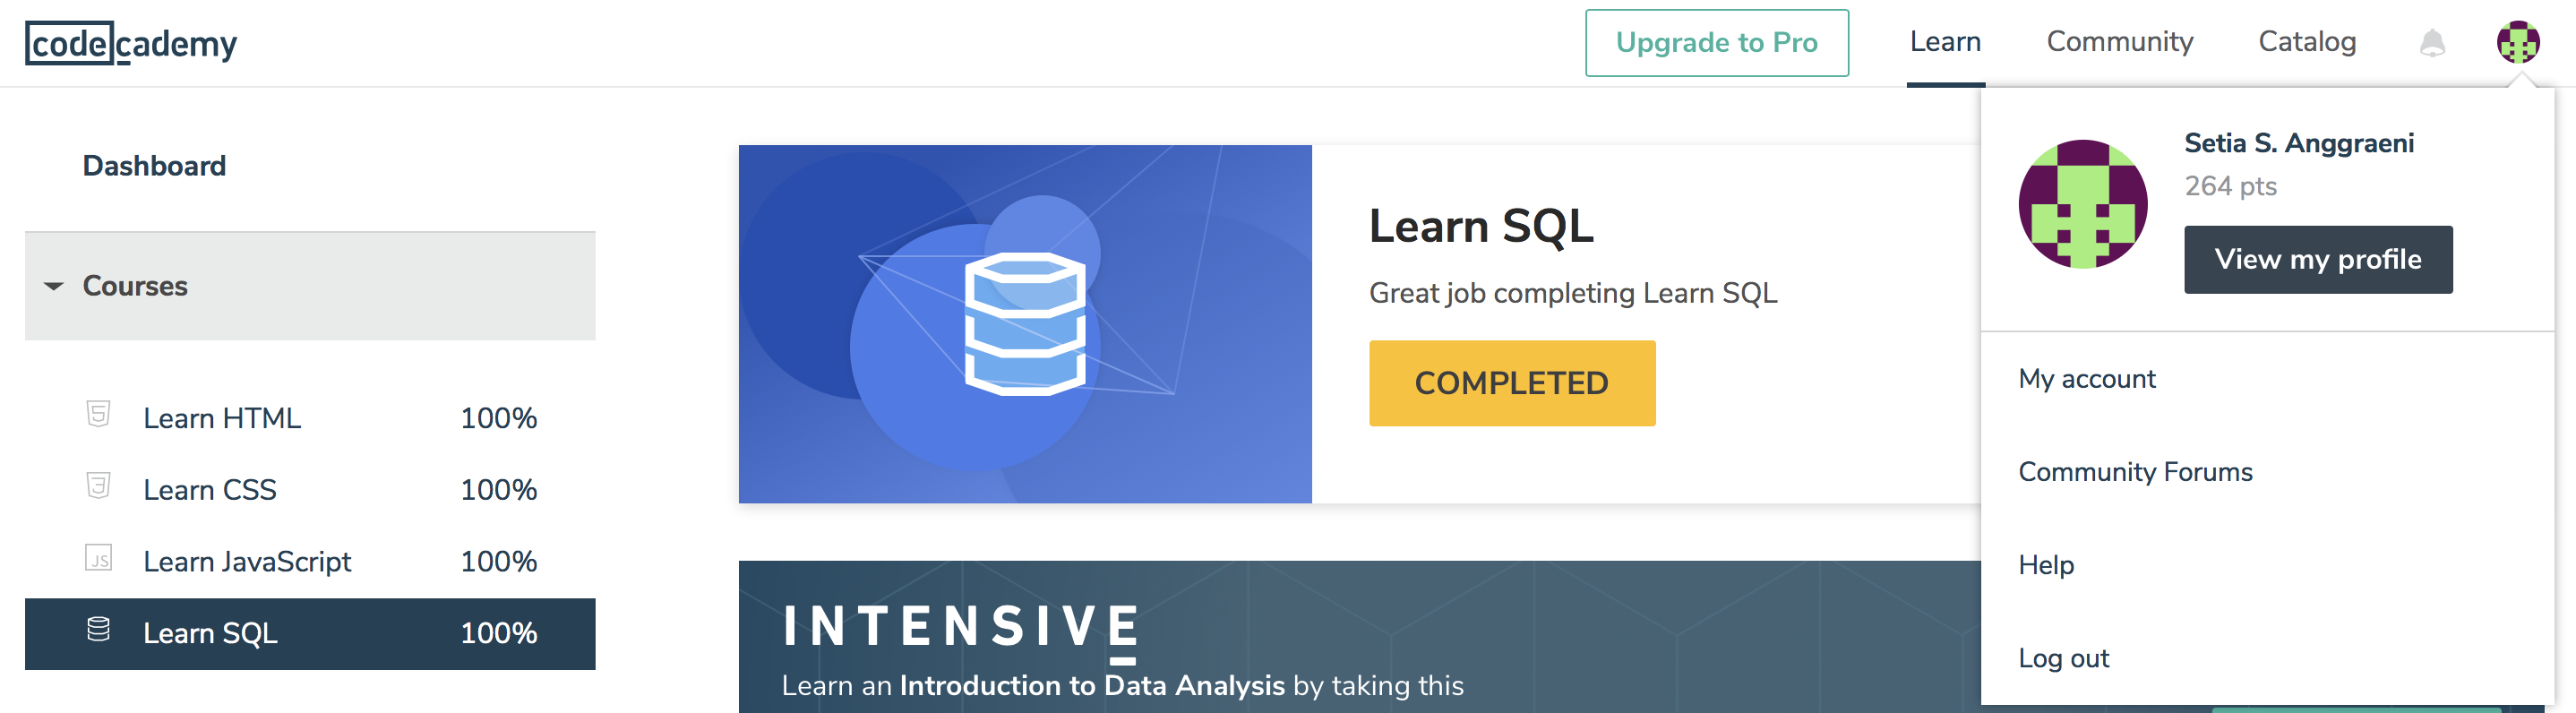 codecademy
Upgrade to Pro
Learn
Community
Catalog
Dashboard
Courses
Learn HTML 100%
Learn CSS 100%
JS Learn JavaScript 100%
Learn SQL 100%
Learn SQL
Great job completing Learn SQL
COMPLETED
INTENSIVE
Learn an Introduction to Data Analysis by taking this
Setia S. Anggraeni
264 pts
View my profile
My account
Community Forums
Help
Log out